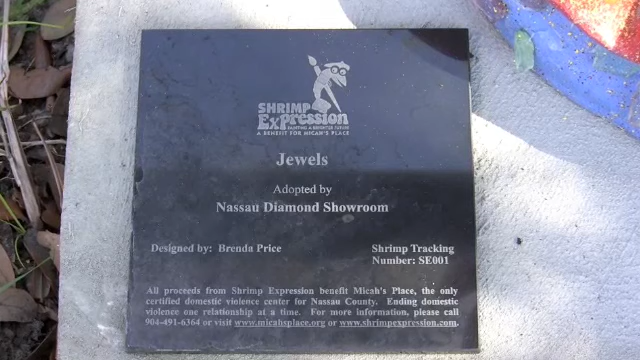 SHRIMP
ExPression
PAINTING A BRIGHTER FUTURE
A BENEFIT FOR MICAH'S PLACE
Jewels
Adopted by
Nassau Diamond Showroom
Designed by: Brenda Price
Shrimp Tracking
Number: SE001
All proceeds from Shrimp Expression benefit Micah's Place, the only
certified domestic violence center for Nassau County. Ending domestic
violence one relationship at a time. For more information, please call
904-491-6364 or visit www.micahsplace.org or www.shrimpexpression.com.